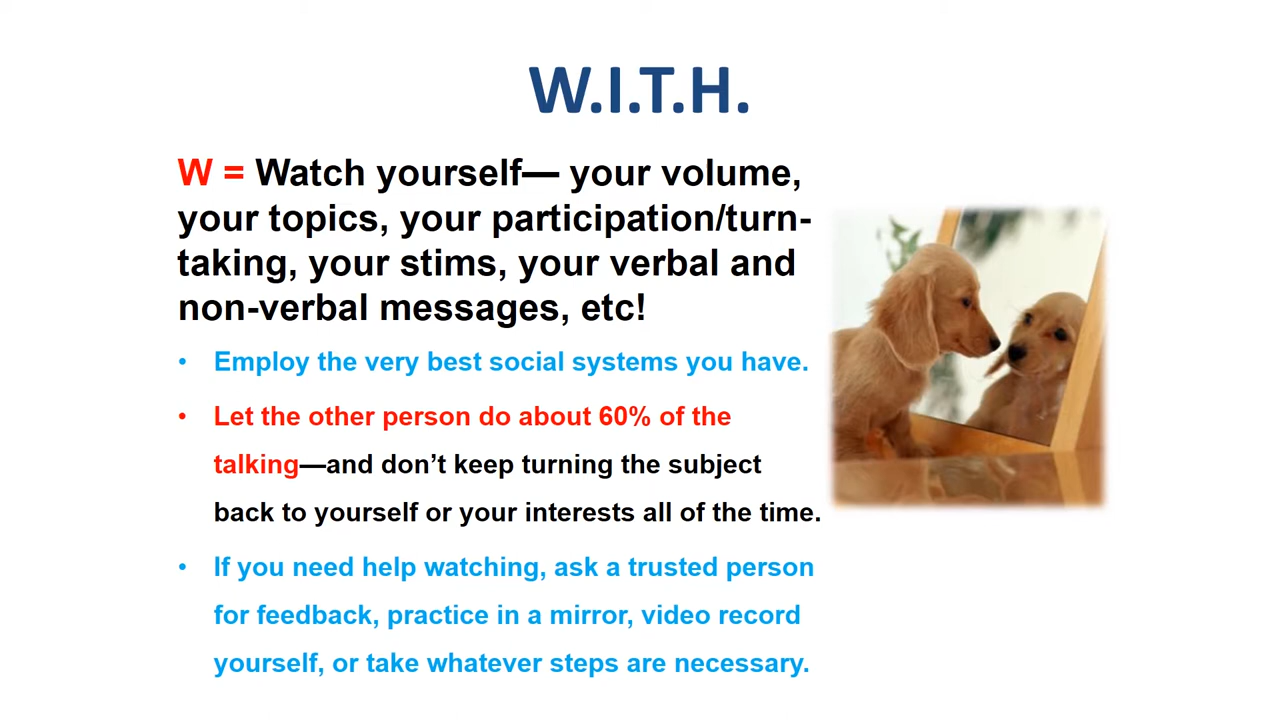 W.I.T.H.
W = Watch yourself— your volume,
your topics, your participation/turn-
taking, your stims, your verbal and
non-verbal messages, etc!
• Employ the very best social systems you have.
• Let the other person do about 60% of the
talking—and don’t keep turning the subject
back to yourself or your interests all of the time.
• If you need help watching, ask a trusted person
for feedback, practice in a mirror, video record
yourself, or take whatever steps are necessary.